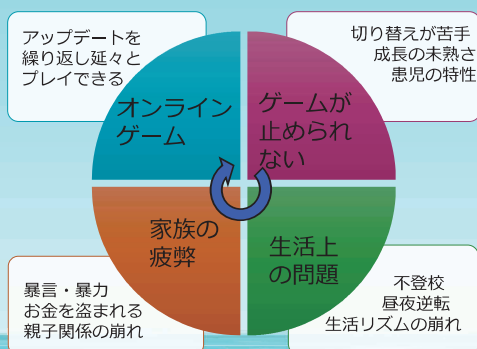 アップデートを
繰り返し延々と
プレイできる
切り替えが苦手
成長の未熟さ
患児の特性
オンライン
ゲーム
ゲームが
止められ
ない
家族の
疲弊
生活上
の問題
暴言・暴力
お金を盗まれる
親子関係の崩れ
不登校
昼夜逆転
生活リズムの崩れ